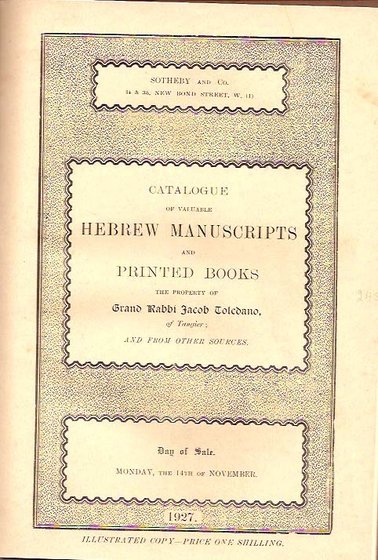 SOTHEBY AND CO.
34 & 35, NEW BOND STREET, W. (1)
CATALOGUE
OF VALUABLE
HEBREW MANUSCRIPTS
AND
PRINTED BOOKS
THE PROPERTY OF
Grand Rabbi Jacob Toledano,
of Tangier;
AND FROM OTHER SOURCES.
Day of Sale.
MONDAY, THE 14TH OF NOVEMBER.
1927.
ILLUSTRATED COPY—PRICE ONE SHILLING.